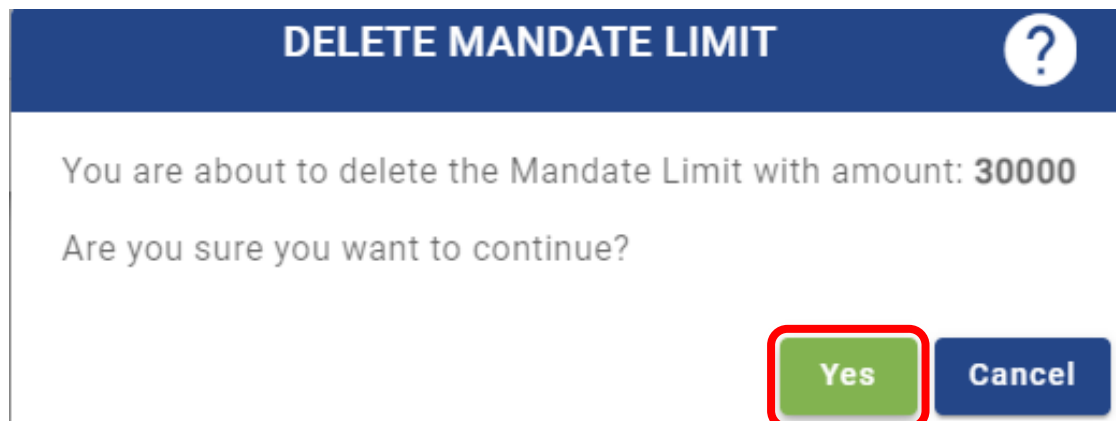 DELETE MANDATE LIMIT ?
You are about to delete the Mandate Limit with amount: 30000
Are you sure you want to continue?
Yes Cancel